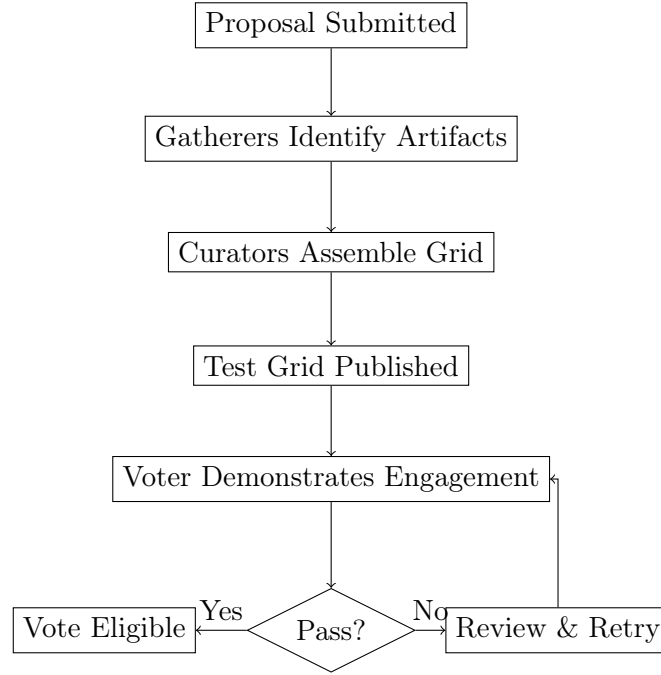 Proposal Submitted
Gatherers Identify Artifacts
Curators Assemble Grid
Test Grid Published
Voter Demonstrates Engagement
Yes
No
Vote Eligible
Pass?
Review & Retry